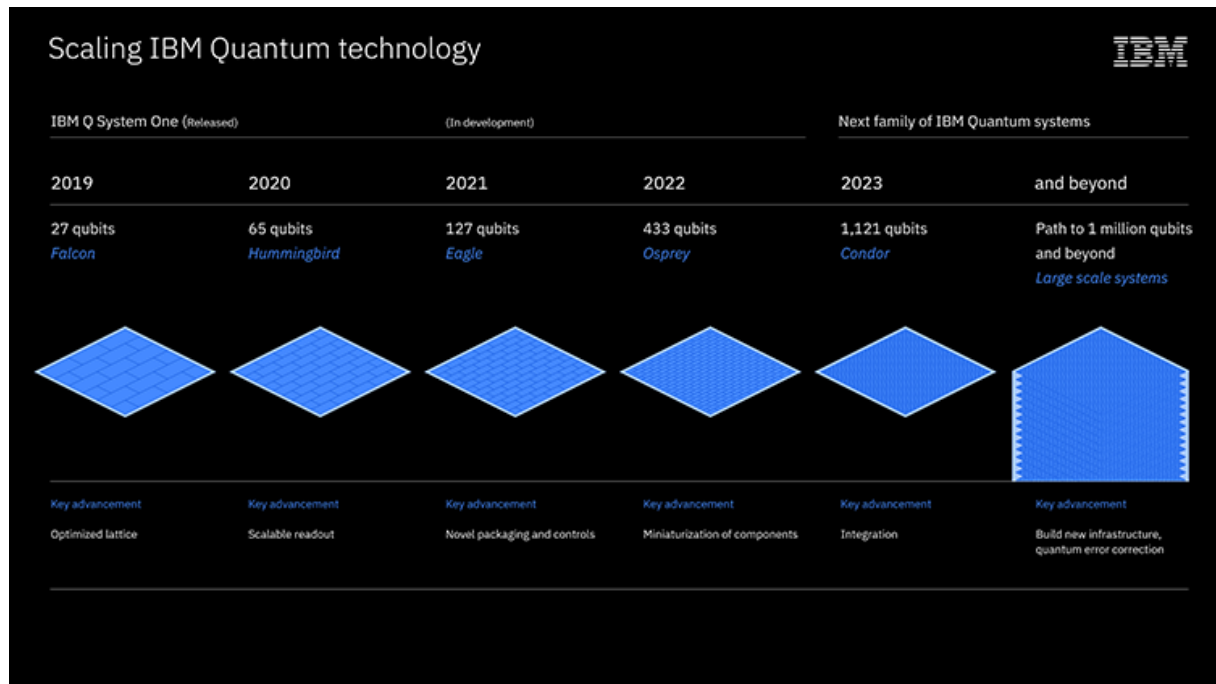 Scaling IBM Quantum technology
IBM
IBM Q System One (Released)
(In development)
Next family of IBM Quantum systems
2019
2020
2021
2022
2023
and beyond
27 qubits
Falcon
65 qubits
Hummingbird
127 qubits
Eagle
433 qubits
Osprey
1,121 qubits
Condor
Path to 1 million qubits
and beyond
Large scale systems
Key advancement
Optimized lattice
Key advancement
Scalable readout
Key advancement
Novel packaging and controls
Key advancement
Miniaturization of components
Key advancement
Integration
Key advancement
Build new infrastructure,
quantum error correction